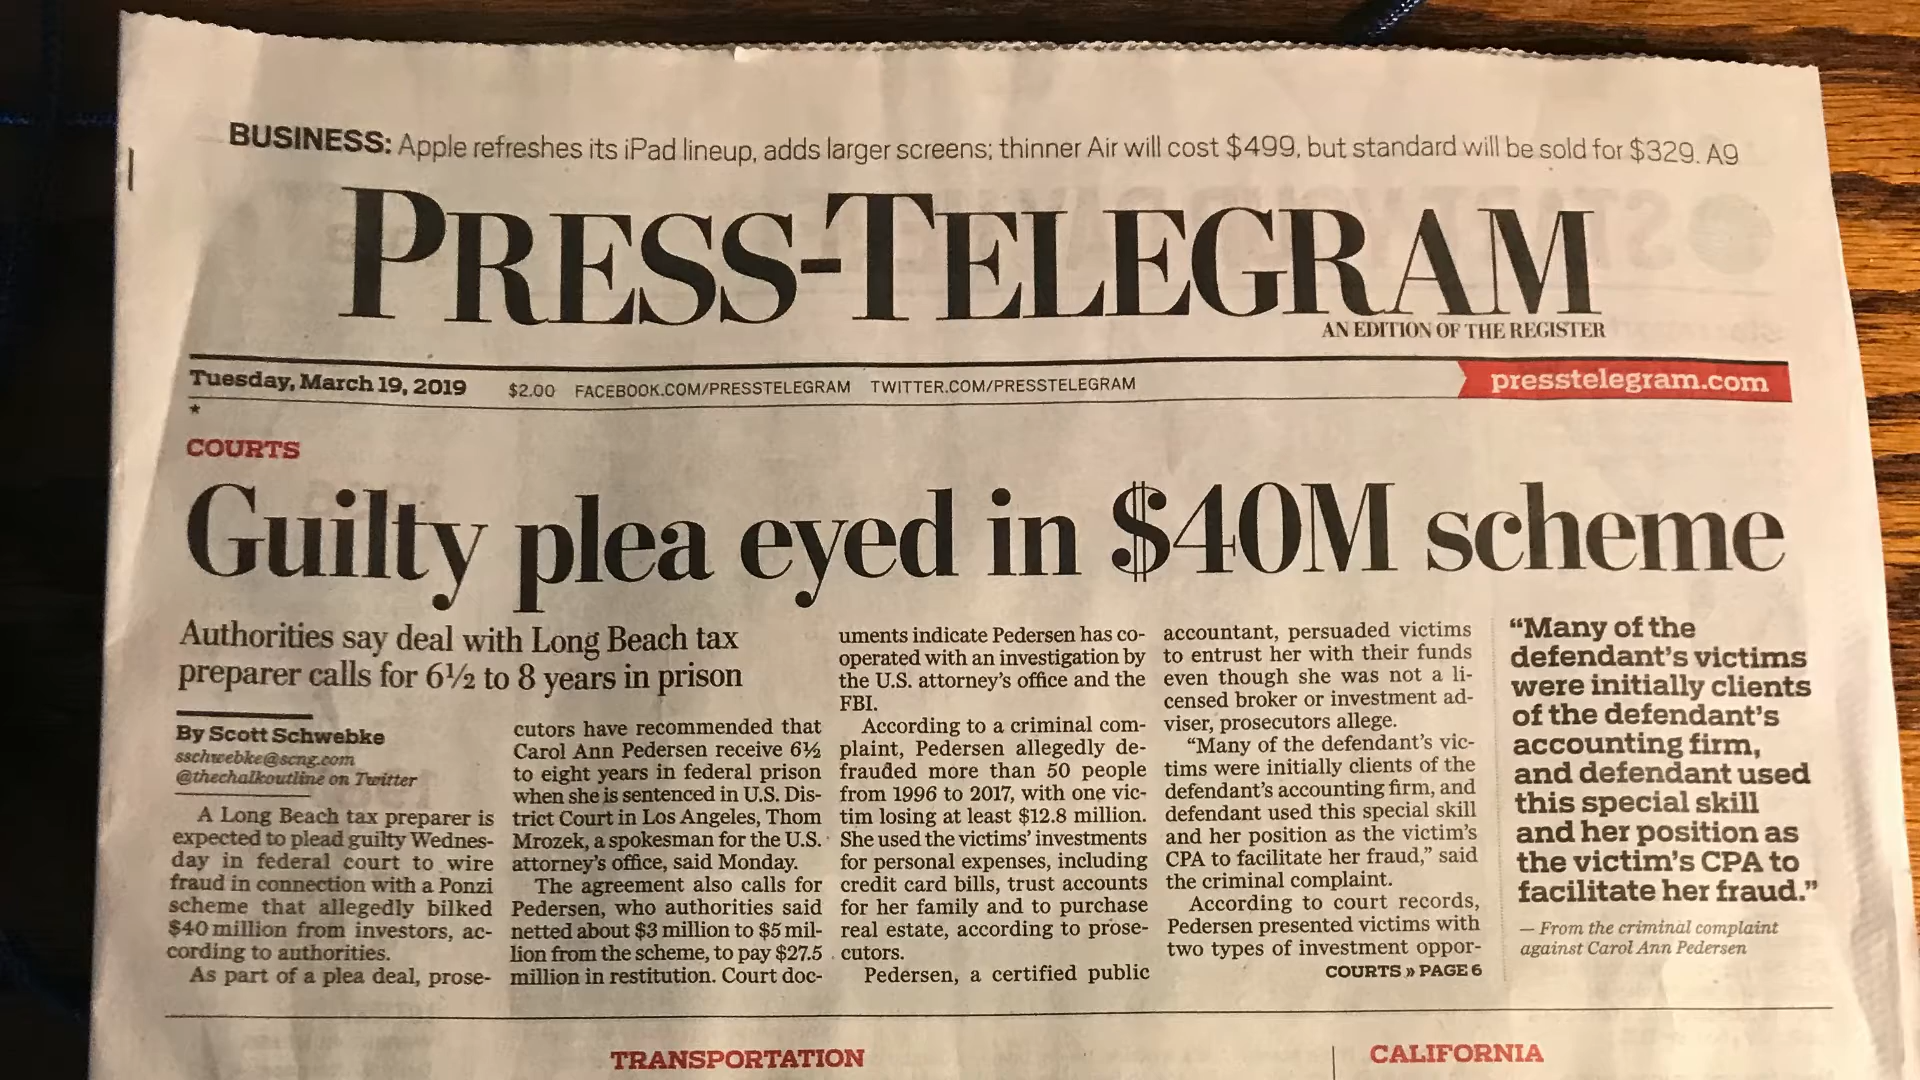 BUSINESS: Apple refreshes its iPad lineup, adds larger screens; thinner Air will cost $499, but standard will be sold for $329. A9
PRESS-TELEGRAM
AN EDITION OF THE REGISTER
Tuesday, March 19, 2019 $2.00 FACEBOOK.COM/PRESSTELEGRAM TWITTER.COM/PRESSTELEGRAM presstelegram.com
*
COURTS
Guilty plea eyed in $40M scheme
Authorities say deal with Long Beach tax
preparer calls for 6½ to 8 years in prison
By Scott Schwebke
sschwebke@scng.com
@thechalkoutline on Twitter
A Long Beach tax preparer is
expected to plead guilty Wednes-
day in federal court to wire
fraud in connection with a Ponzi
scheme that allegedly bilked
$40 million from investors, ac-
cording to authorities.
As part of a plea deal, prose-
cutors have recommended that
Carol Ann Pedersen receive 6½
to eight years in federal prison
when she is sentenced in U.S. Dis-
trict Court in Los Angeles, Thom
Mrozek, a spokesman for the U.S.
attorney's office, said Monday.
The agreement also calls for
Pedersen, who authorities said
netted about $3 million to $5 mil-
lion from the scheme, to pay $27.5
million in restitution. Court doc-
uments indicate Pedersen has co-
operated with an investigation by
the U.S. attorney's office and the
FBI.
According to a criminal com-
plaint, Pedersen allegedly de-
frauded more than 50 people
from 1996 to 2017, with one vic-
tim losing at least $12.8 million.
She used the victims' investments
for personal expenses, including
credit card bills, trust accounts
for her family and to purchase
real estate, according to prose-
cutors.
Pedersen, a certified public
accountant, persuaded victims
to entrust her with their funds
even though she was not a li-
censed broker or investment ad-
viser, prosecutors allege.
"Many of the defendant's vic-
tims were initially clients of the
defendant's accounting firm, and
defendant used this special skill
and her position as the victim's
CPA to facilitate her fraud," said
the criminal complaint.
According to court records,
Pedersen presented victims with
two types of investment oppor-
COURTS » PAGE 6
"Many of the
defendant's victims
were initially clients
of the defendant's
accounting firm,
and defendant used
this special skill
and her position as
the victim's CPA to
facilitate her fraud."
— From the criminal complaint
against Carol Ann Pedersen
TRANSPORTATION
CALIFORNIA